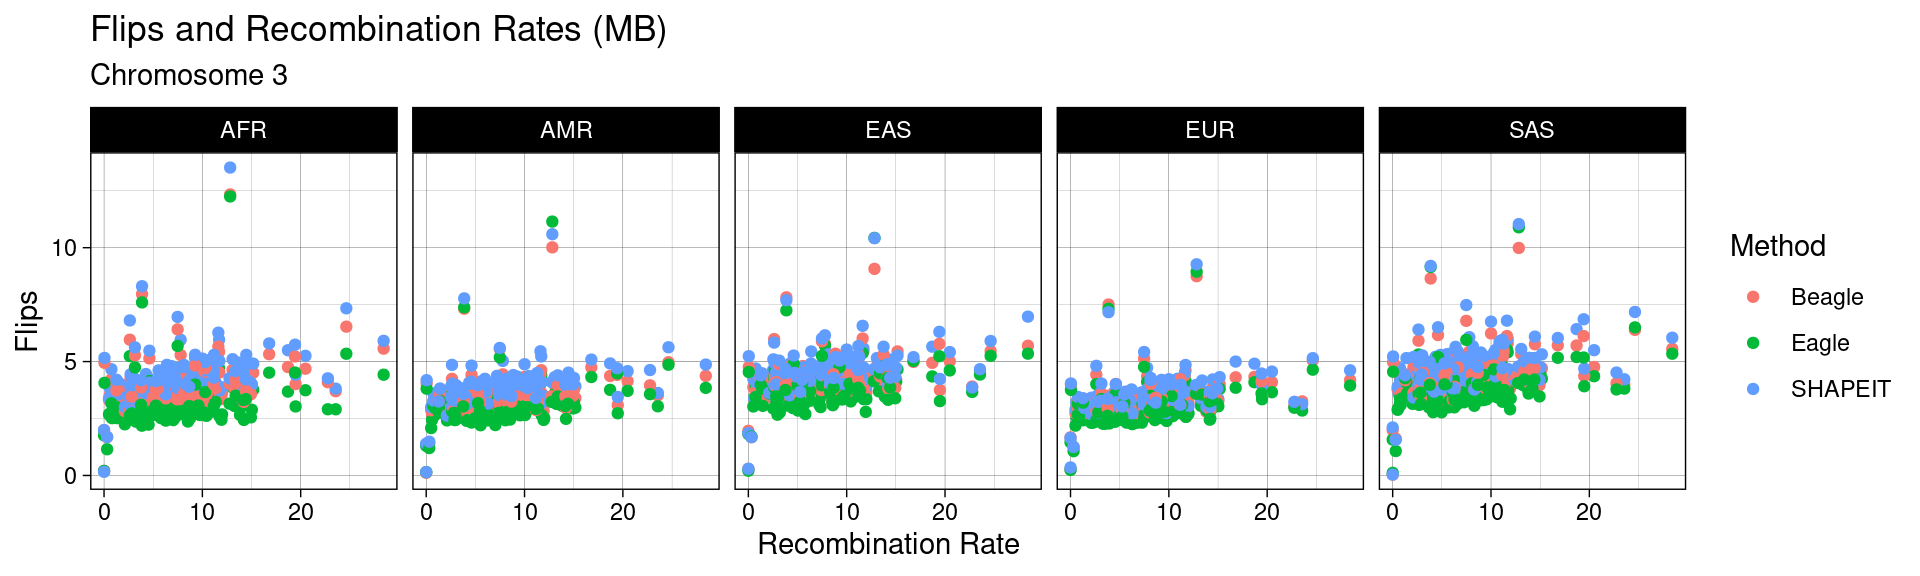 Flips and Recombination Rates (MB)
Chromosome 3
AFR AMR EAS EUR SAS
10
5
0
Flips
0 10 20 0 10 20 0 10 20 0 10 20 0 10 20
Recombination Rate
Method
Beagle
Eagle
SHAPEIT